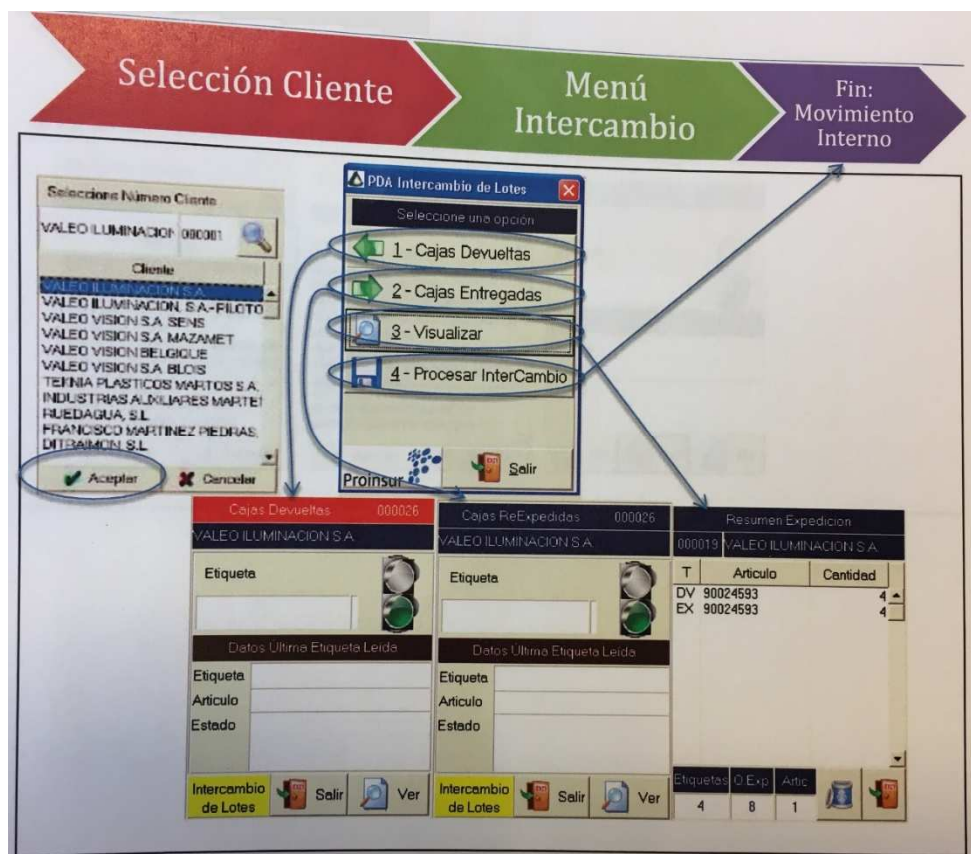 Selección Cliente
Menú
Intercambio
Fin:
Movimiento
Interno
Seleccione Número Cliente
VALEO ILUMINACION 000001
Cliente
VALEO ILUMINACION S.A.
VALEO ILUMINACION, S.A.-PILOTO
VALEO VISION S.A. SENS
VALEO VISION S.A. MAZAMET
VALEO VISION BELGIQUE
VALEO VISION S.A. BLOIS
TEKNIA PLASTICOS MARTOS S.A.
INDUSTRIAS AUXILIARES MARTE
RUEDAGUA, S.L
FRANCISCO MARTINEZ PIEDRAS,
DITRAIMON, S.L
Aceptar
Cancelar
PDA Intercambio de Lotes
Seleccione una opción
1 - Cajas Devueltas
2 - Cajas Entregadas
3 - Visualizar
4 - Procesar InterCambio
Proinsur
Salir
Cajas Devueltas 000026
VALEO ILUMINACION S.A.
Etiqueta
Datos Última Etiqueta Leída
Etiqueta
Articulo
Estado
Intercambio
de Lotes
Salir
Ver
Cajas ReExpedidas 000026
VALEO ILUMINACION S.A.
Etiqueta
Datos Última Etiqueta Leída
Etiqueta
Articulo
Estado
Intercambio
de Lotes
Salir
Ver
Resumen Expedicion
000019 VALEO ILUMINACION S.A.
T Articulo Cantidad
DV 90024593 4
EX 90024593 4
Etiquetas O.Exp Artic
4 8 1